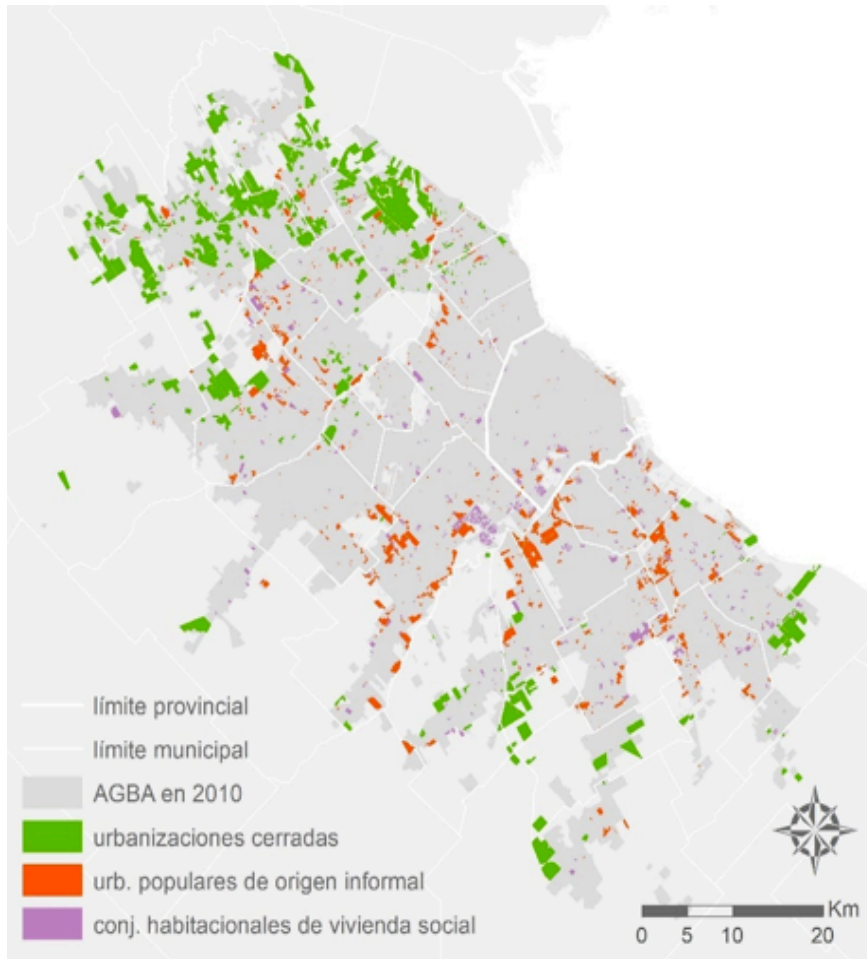 límite provincial
límite municipal
AGBA en 2010
urbanizaciones cerradas
urb. populares de origen informal
conj. habitacionales de vivienda social
Km
0 5 10 20